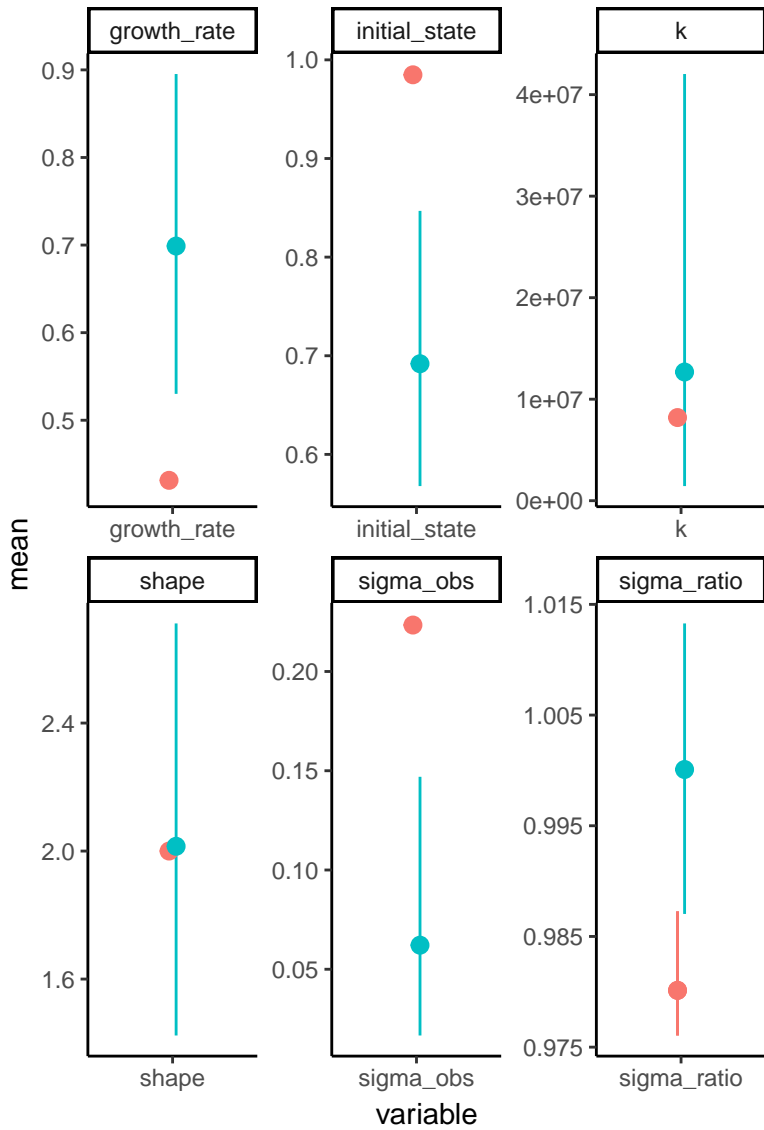 growth_rate
initial_state
k
0.9
0.8
0.7
0.6
0.5
1.0
0.9
0.8
0.7
0.6
4e+07
3e+07
2e+07
1e+07
0e+00
growth_rate
initial_state
k
mean
shape
sigma_obs
sigma_ratio
2.4
2.0
1.6
0.20
0.15
0.10
0.05
1.015
1.005
0.995
0.985
0.975
shape
sigma_obs
sigma_ratio
variable